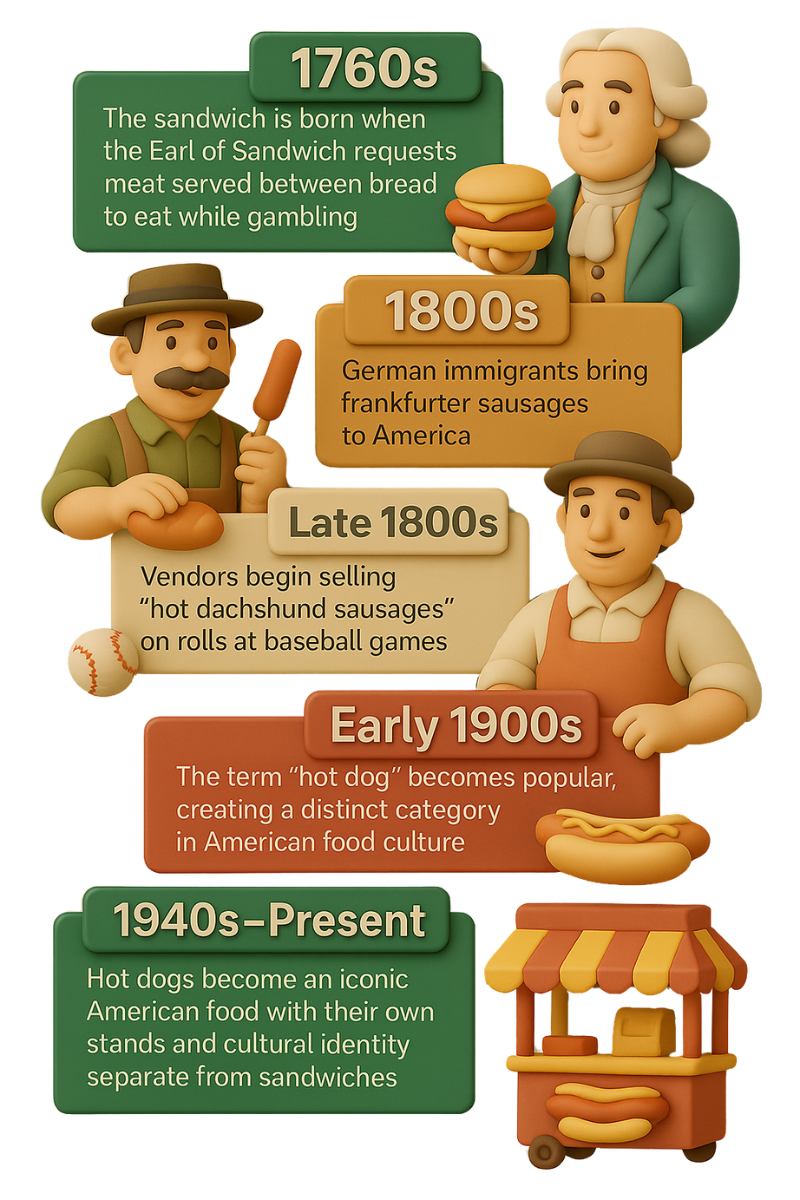 1760s
The sandwich is born when
the Earl of Sandwich requests
meat served between bread
to eat while gambling
1800s
German immigrants bring
frankfurter sausages
to America
Late 1800s
Vendors begin selling
“hot dachshund sausages”
on rolls at baseball games
Early 1900s
The term “hot dog” becomes popular,
creating a distinct category
in American food culture
1940s–Present
Hot dogs become an iconic
American food with their own
stands and cultural identity
separate from sandwiches